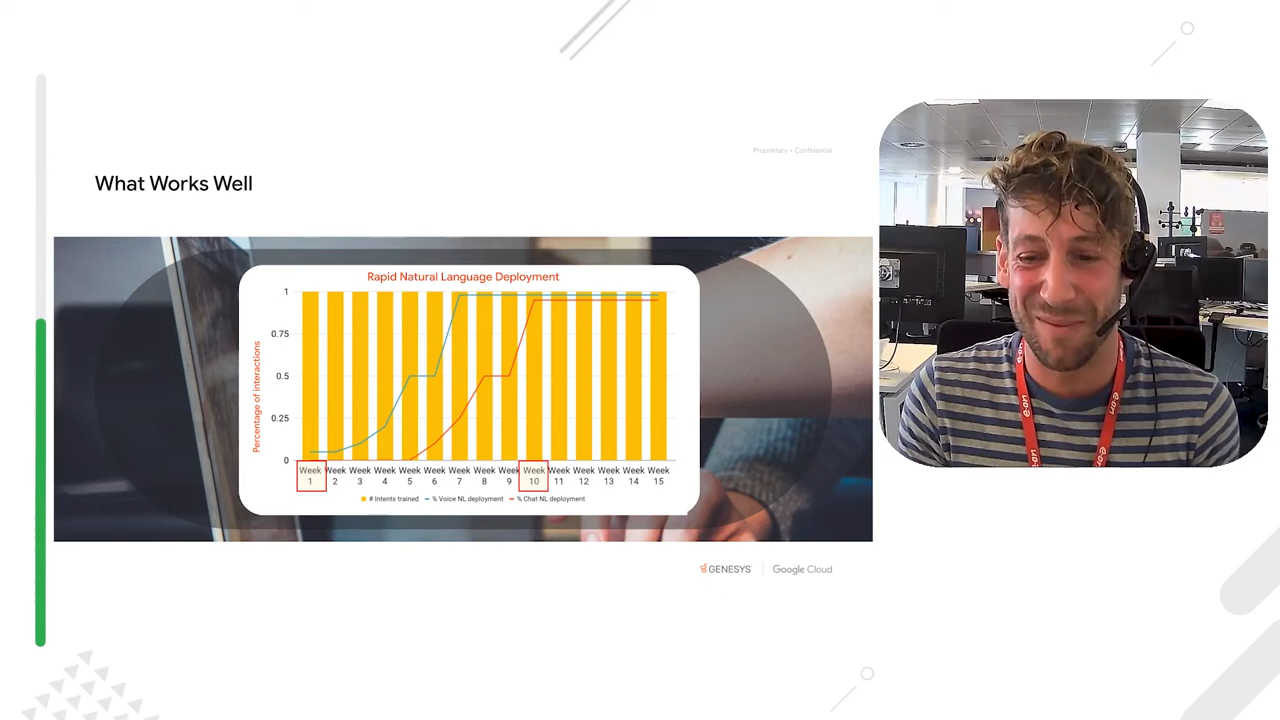 Proprietary + Confidential
What Works Well
Rapid Natural Language Deployment
Percentage of interactions
1
0.75
0.5
0.25
0
Week 1 Week 2 Week 3 Week 4 Week 5 Week 6 Week 7 Week 8 Week 9 Week 10 Week 11 Week 12 Week 13 Week 14 Week 15
# Intents trained % Voice NL deployment % Chat NL deployment
GENESYS Google Cloud
e·on
e·on